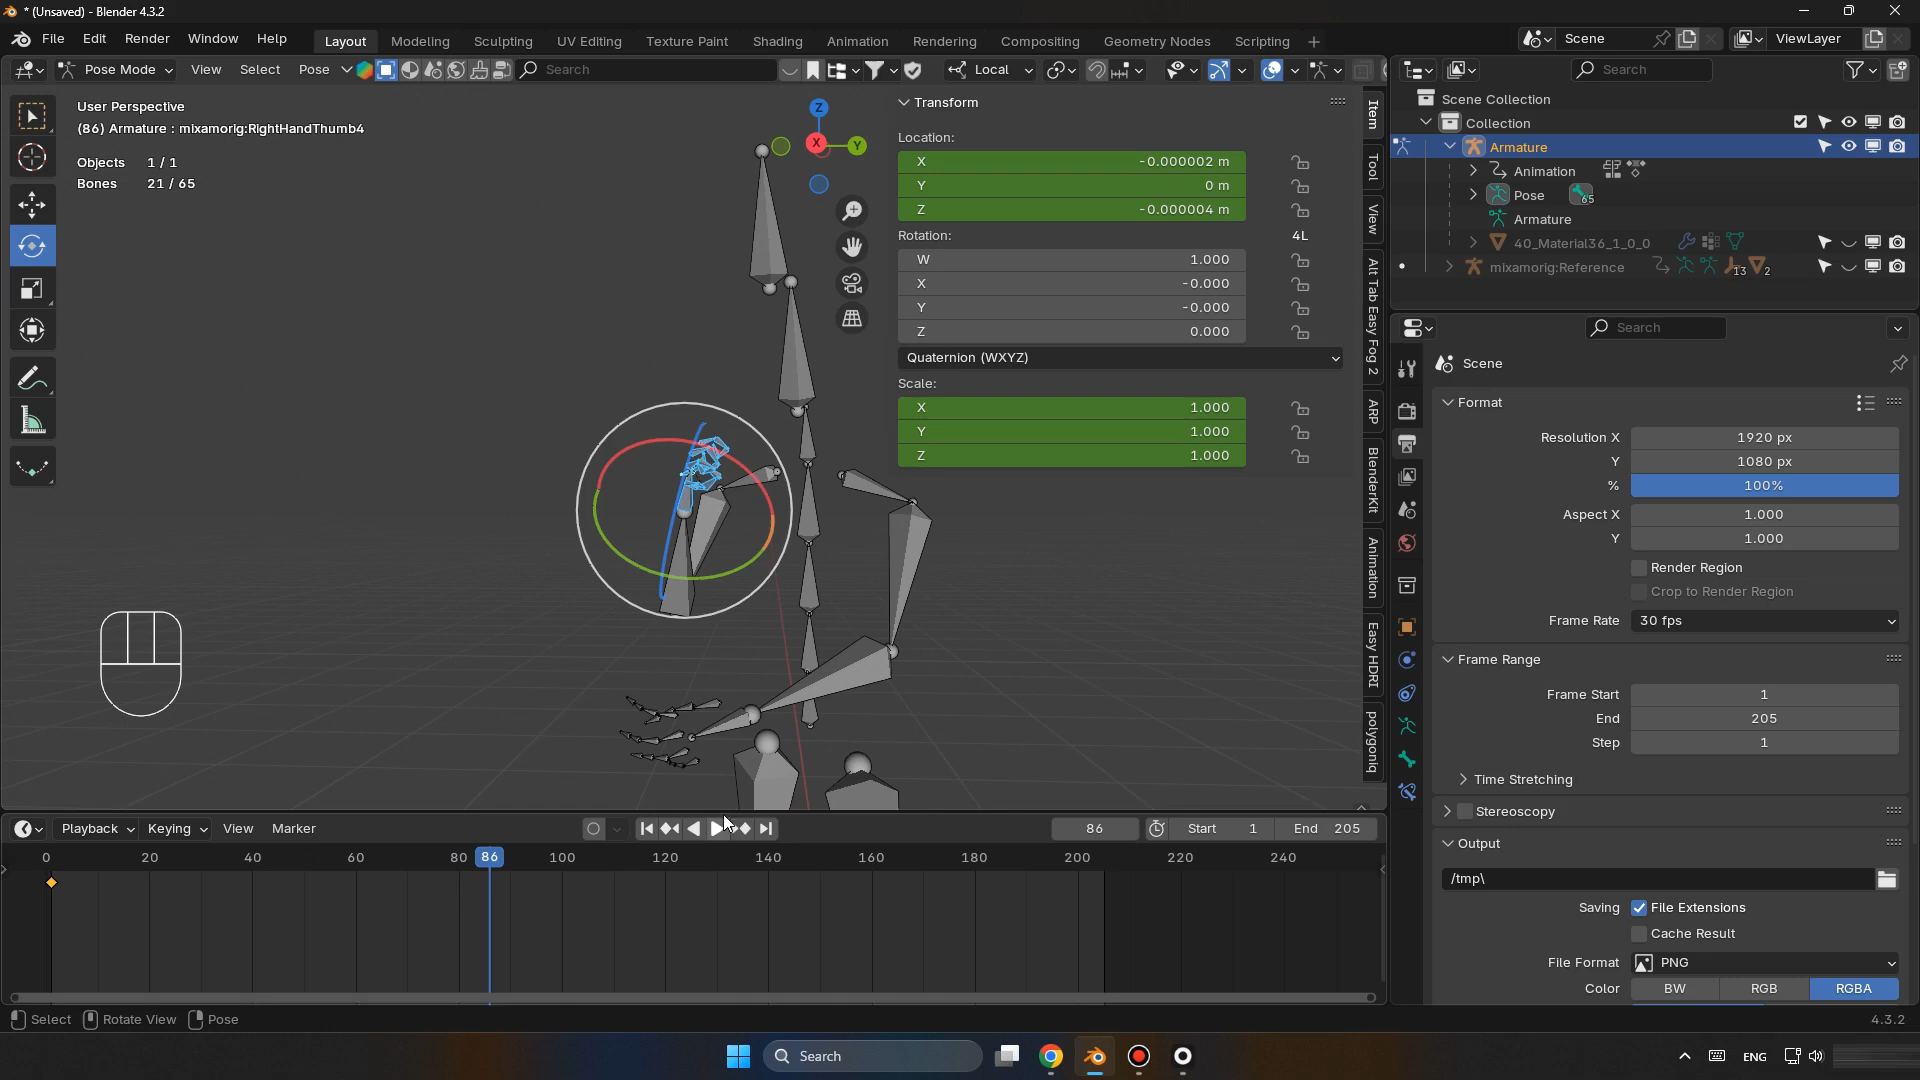 * (Unsaved) - Blender 4.3.2
File Edit Render Window Help Layout Modeling Sculpting UV Editing Texture Paint Shading Animation Rendering Compositing Geometry Nodes Scripting + Scene ViewLayer
Pose Mode View Select Pose Search Local Search
User Perspective
(86) Armature : mixamorig:RightHandThumb4
Objects 1 / 1
Bones 21 / 65
Z
X
Y
Transform
Location:
X -0.000002 m
Y 0 m
Z -0.000004 m
Rotation: 4L
W 1.000
X -0.000
Y -0.000
Z 0.000
Quaternion (WXYZ)
Scale:
X 1.000
Y 1.000
Z 1.000
Item
Tool
View
Alt Tab Easy Fog 2
ARP
BlenderKit
Animation
Easy HDRI
polygoniq
Scene Collection
Collection
Armature
Animation
Pose 65
Armature
40_Material36_1_0_0
mixamorig:Reference 13 2
Search
Scene
Format
Resolution X 1920 px
Y 1080 px
% 100%
Aspect X 1.000
Y 1.000
Render Region
Crop to Render Region
Frame Rate 30 fps
Frame Range
Frame Start 1
End 205
Step 1
Time Stretching
Stereoscopy
Output
/tmp\
Saving File Extensions
Cache Result
File Format PNG
Color BW RGB RGBA
Playback Keying View Marker 86 Start 1 End 205
0 20 40 60 80 86 100 120 140 160 180 200 220 240
Select Rotate View Pose 4.3.2
Search ENG